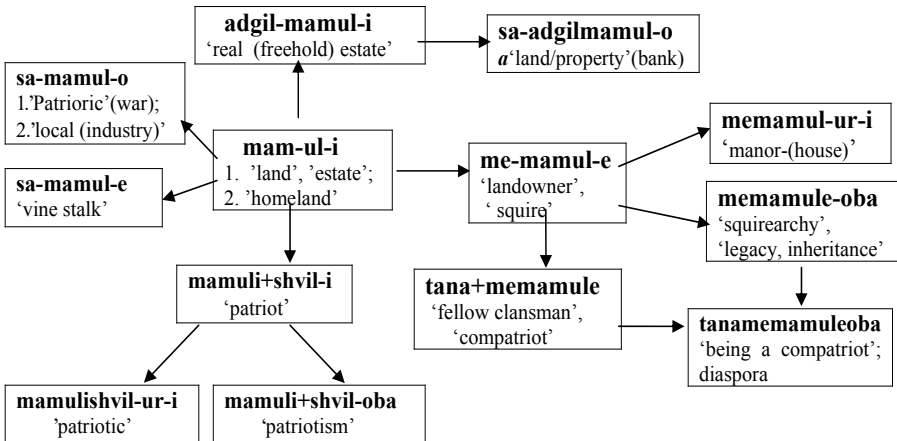 adgil-mamul-i
‘real (freehold) estate’
sa-adgilmamul-o
a‘land/property’(bank)
sa-mamul-o
1.’Patrioric’(war);
2.’local (industry)’
mam-ul-i
1. ’land’, ’estate’;
2. ’homeland’
me-mamul-e
‘landowner’,
‘ squire’
memamul-ur-i
‘manor-(house)’
sa-mamul-e
‘vine stalk’
memamule-oba
‘squirearchy’,
‘legacy, inheritance’
mamuli+shvil-i
‘patriot’
tana+memamule
‘fellow clansman’,
‘compatriot’
tanamemamuleoba
‘being a compatriot’;
diaspora
mamulishvil-ur-i
’patriotic’
mamuli+shvil-oba
‘patriotism’